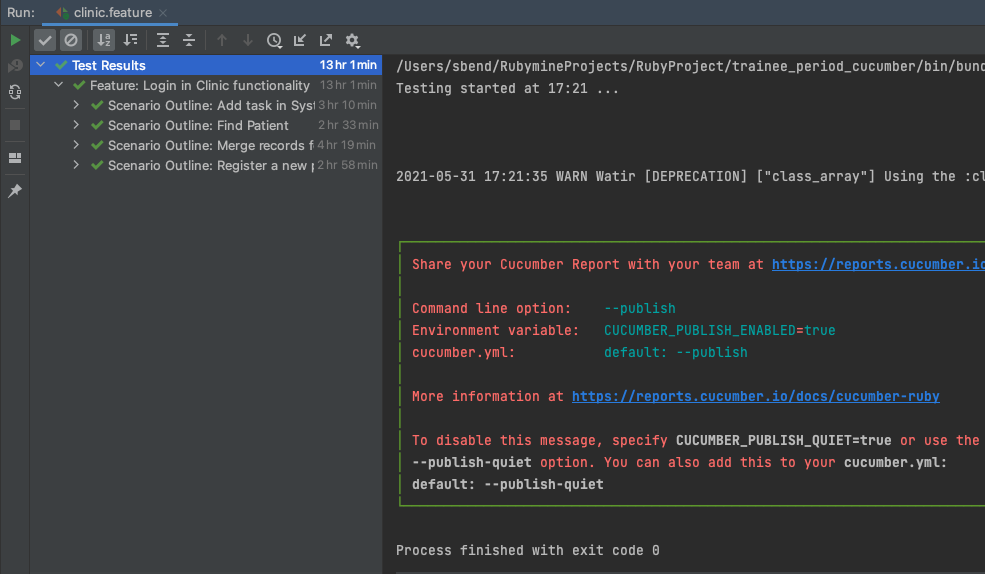 Run: clinic.feature
Test Results 13 hr 1 min
Feature: Login in Clinic functionality 13 hr 1 min
Scenario Outline: Add task in Sys 3 hr 10 min
Scenario Outline: Find Patient 2 hr 33 min
Scenario Outline: Merge records f 4 hr 19 min
Scenario Outline: Register a new p 2 hr 58 min
/Users/sbend/RubymineProjects/RubyProject/trainee_period_cucumber/bin/bund
Testing started at 17:21 ...
2021-05-31 17:21:35 WARN Watir [DEPRECATION] ["class_array"] Using the :cl
Share your Cucumber Report with your team at https://reports.cucumber.io
Command line option: --publish
Environment variable: CUCUMBER_PUBLISH_ENABLED=true
cucumber.yml: default: --publish
More information at https://reports.cucumber.io/docs/cucumber-ruby
To disable this message, specify CUCUMBER_PUBLISH_QUIET=true or use the
--publish-quiet option. You can also add this to your cucumber.yml:
default: --publish-quiet
Process finished with exit code 0